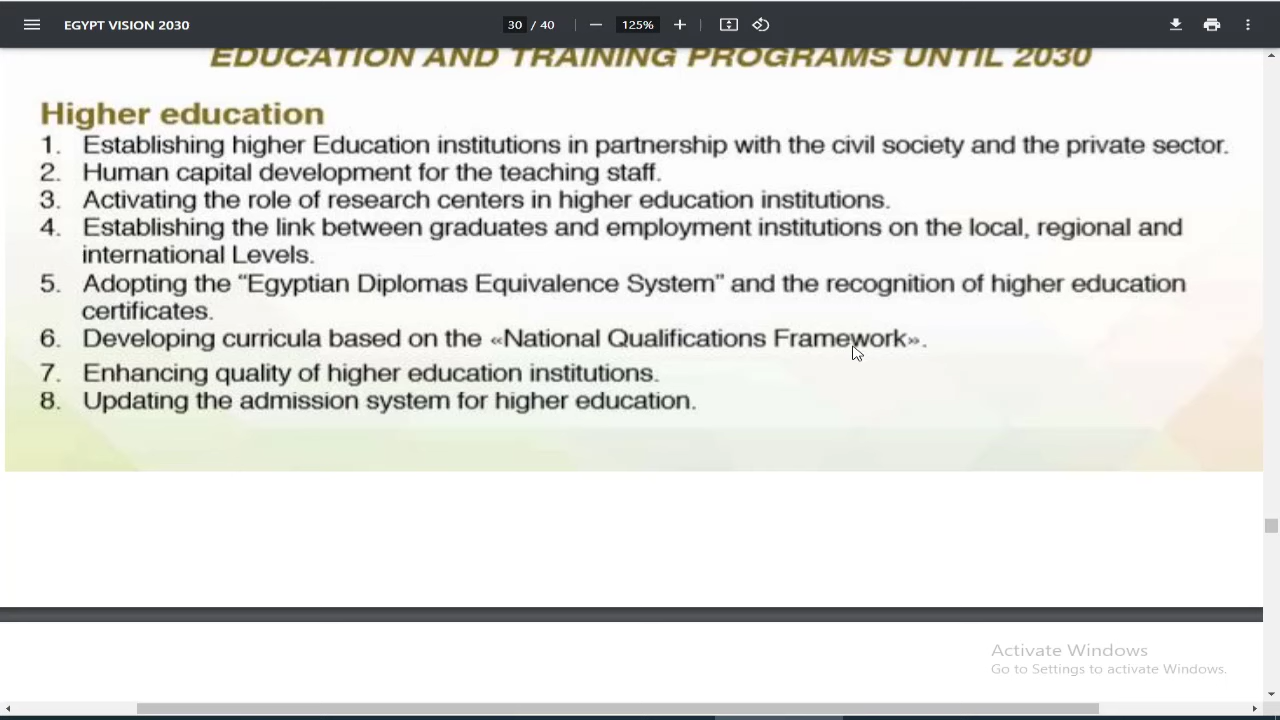 EGYPT VISION 2030
30 / 40
125%
EDUCATION AND TRAINING PROGRAMS UNTIL 2030
Higher education
1. Establishing higher Education institutions in partnership with the civil society and the private sector.
2. Human capital development for the teaching staff.
3. Activating the role of research centers in higher education institutions.
4. Establishing the link between graduates and employment institutions on the local, regional and
international Levels.
5. Adopting the “Egyptian Diplomas Equivalence System” and the recognition of higher education
certificates.
6. Developing curricula based on the «National Qualifications Framework».
7. Enhancing quality of higher education institutions.
8. Updating the admission system for higher education.
Activate Windows
Go to Settings to activate Windows.